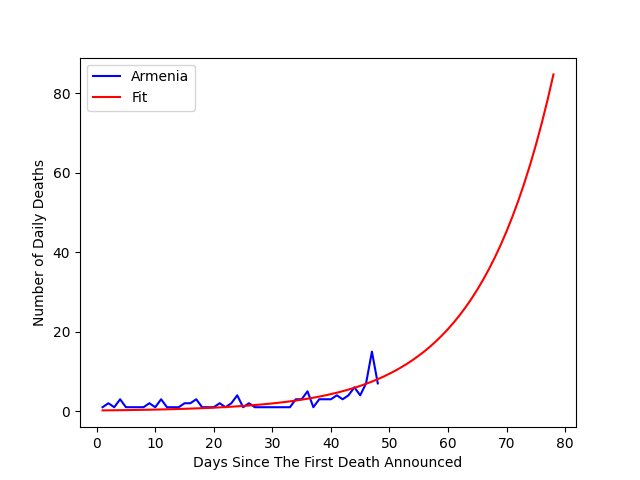 Armenia
Fit
80
60
40
20
0
Number of Daily Deaths
0 10 20 30 40 50 60 70 80
Days Since The First Death Announced